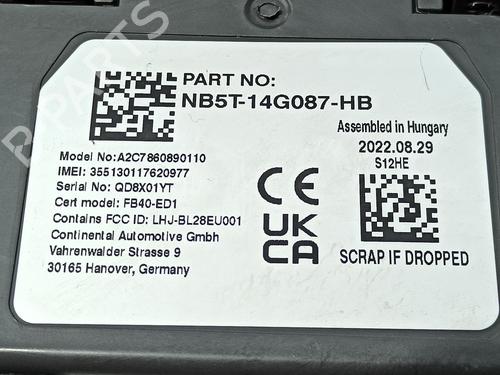 PART NO:
NB5T-14G087-HB
Assembled in Hungary
2022.08.29
S12HE
Model No:A2C7860890110
IMEI: 355130117620977
Serial No: QD8X01YT
Cert model: FB40-ED1
Contains FCC ID: LHJ-BL28EU001
Continental Automotive GmbH
Vahrenwalder Strasse 9
30165 Hanover, Germany
CE
UK
CA
SCRAP IF DROPPED